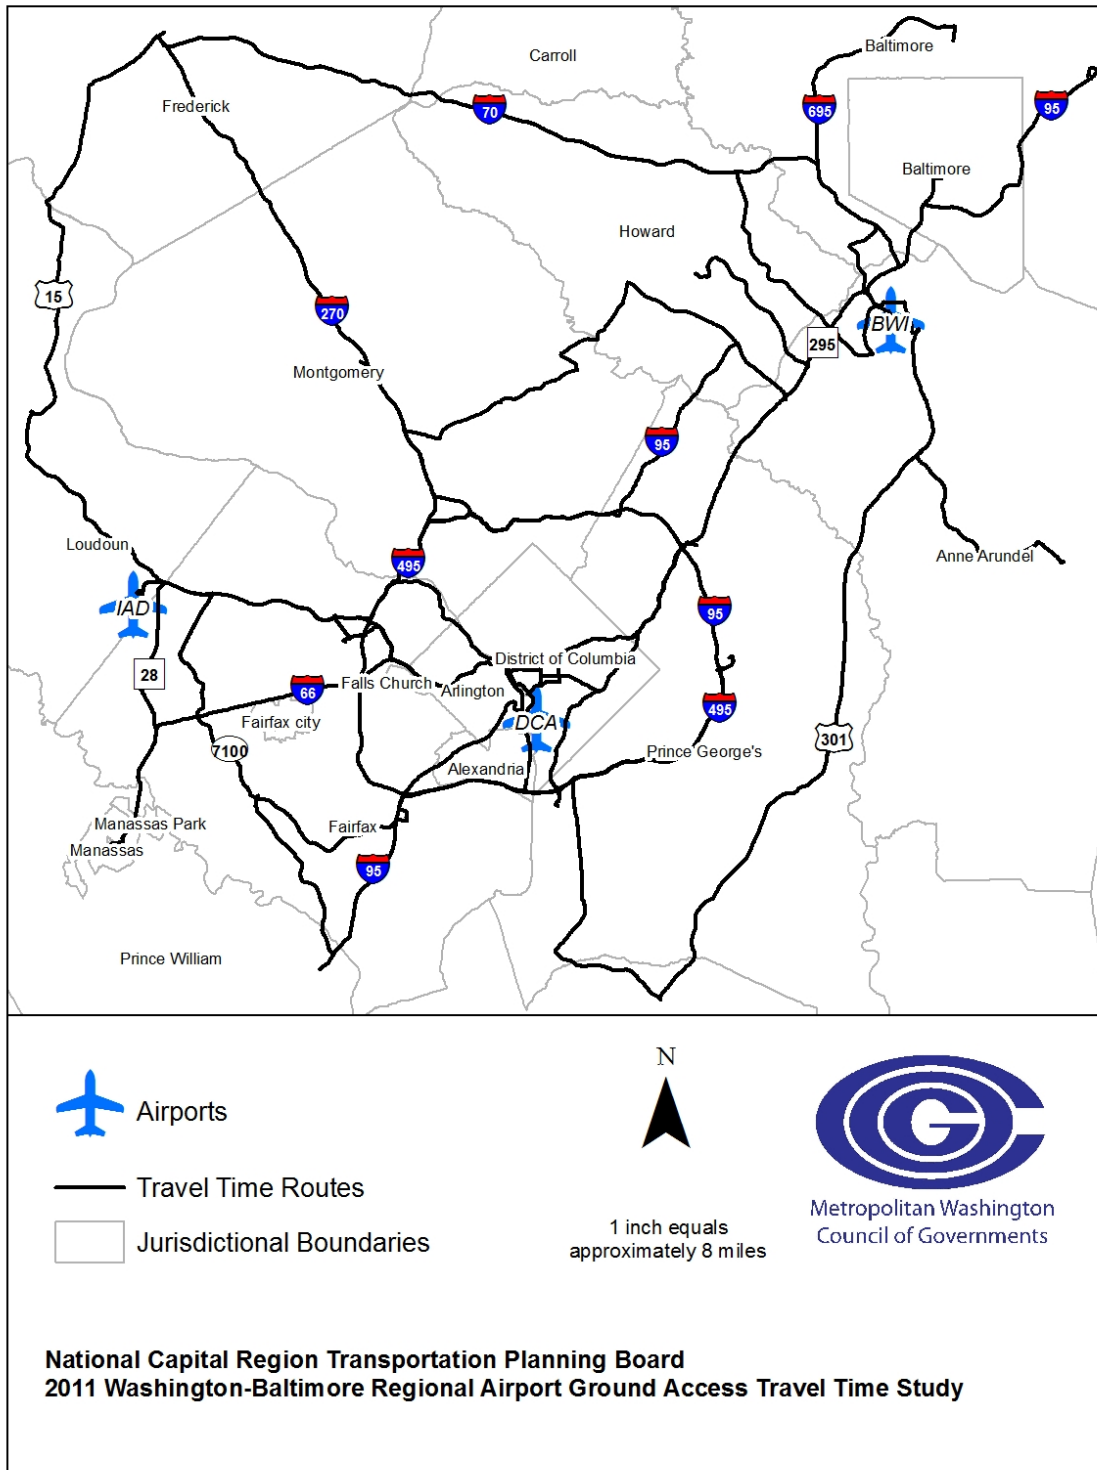 Carroll
Baltimore
Frederick
70
695
95
Baltimore
Howard
15
270
BWI
295
Montgomery
95
Loudoun
495
Anne Arundel
IAD
95
District of Columbia
28
Falls Church
Arlington
66
495
Fairfax city
DCA
301
7100
Prince George's
Alexandria
Manassas Park
Fairfax
Manassas
95
Prince William
Airports
N
Travel Time Routes
Jurisdictional Boundaries
1 inch equals
approximately 8 miles
Metropolitan Washington
Council of Governments
National Capital Region Transportation Planning Board
2011 Washington-Baltimore Regional Airport Ground Access Travel Time Study